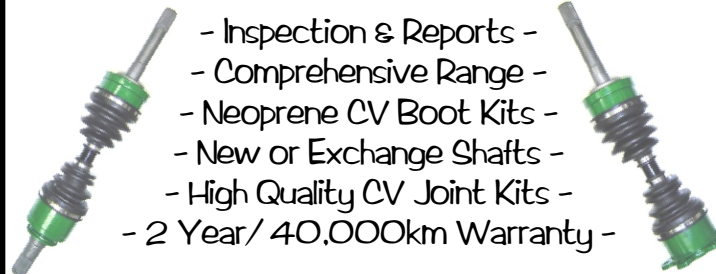 - Inspection & Reports -
- Comprehensive Range -
- Neoprene CV Boot Kits -
- New or Exchange Shafts -
- High Quality CV Joint Kits -
- 2 Year/ 40,000km Warranty -